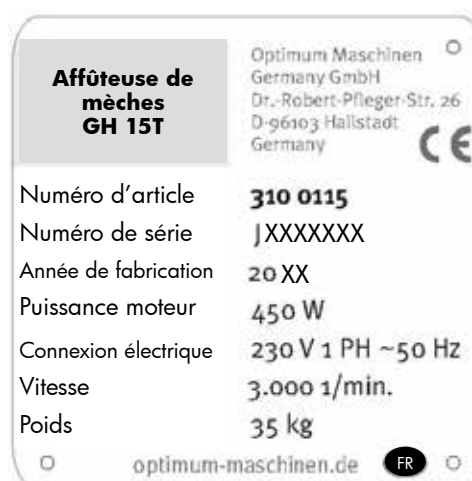 Affûteuse de
mèches
GH 15T
Optimum Maschinen
Germany GmbH
Dr.-Robert-Pfleger-Str. 26
D-96103 Hallstadt
Germany
CE
Numéro d’article 310 0115
Numéro de série JXXXXXXX
Année de fabrication 20XX
Puissance moteur 450 W
Connexion électrique 230 V 1 PH ~50 Hz
Vitesse 3.000 1/min.
Poids 35 kg
optimum-maschinen.de FR